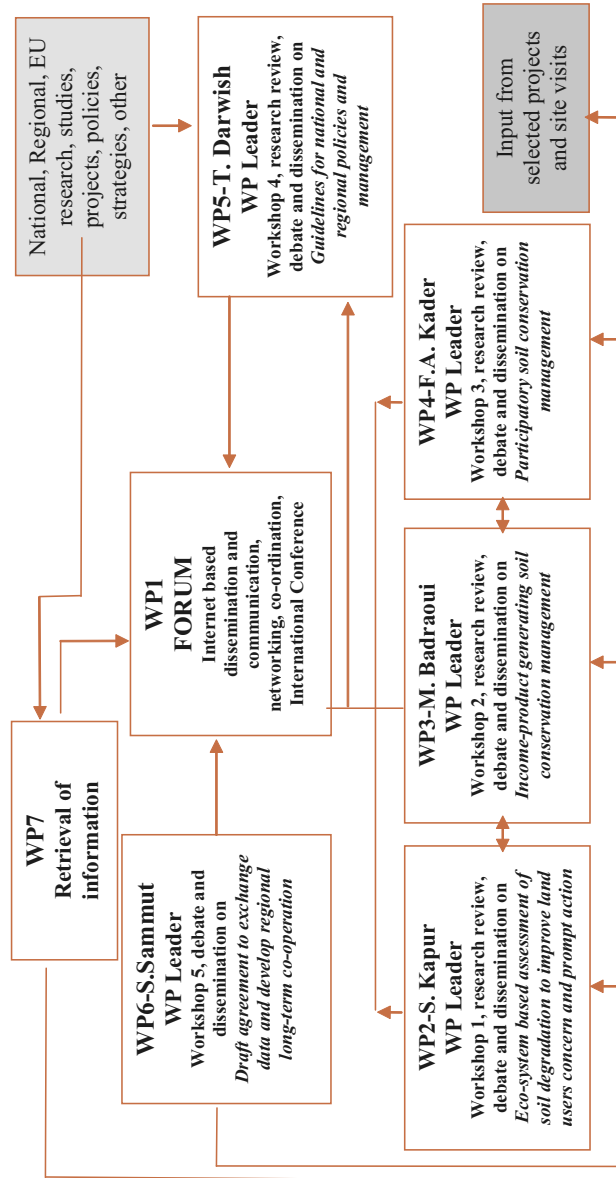 National, Regional, EU
research, studies,
projects, policies,
strategies, other
WP7
Retrieval of
information
WP6-S.Sammut
WP Leader
Workshop 5, debate and
dissemination on
Draft agreement to exchange
data and develop regional
long-term co-operation
WP1
FORUM
Internet based
dissemination and
communication,
networking, co-ordination,
International Conference
WP5-T. Darwish
WP Leader
Workshop 4, research review,
debate and dissemination on
Guidelines for national and
regional policies and
management
WP2-S. Kapur
WP Leader
Workshop 1, research review,
debate and dissemination on
Eco-system based assessment of
soil degradation to improve land
users concern and prompt action
WP3-M. Badraoui
WP Leader
Workshop 2, research review,
debate and dissemination on
Income-product generating soil
conservation management
WP4-F.A. Kader
WP Leader
Workshop 3, research review,
debate and dissemination on
Participatory soil conservation
management
Input from
selected projects
and site visits